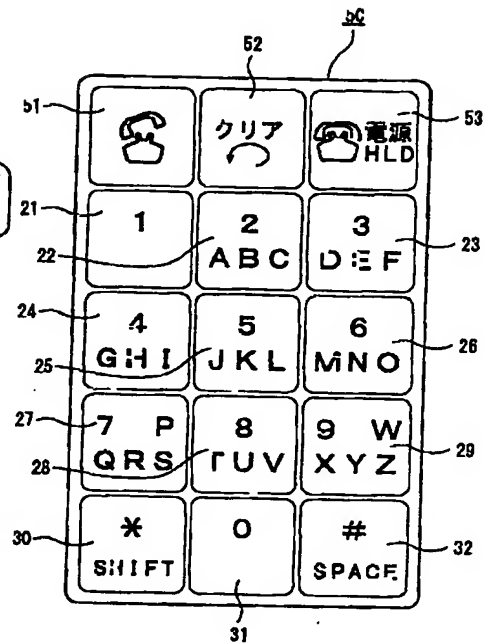 5C
52
51
クリア
電源
HLD
53
21
1
2
ABC
22
3
DEF
23
24
4
GHI
5
JKL
25
6
MNO
26
27
7 P
QRS
8
TUV
28
9 W
XYZ
29
30
*
SHIFT
0
31
#
SPACE
32